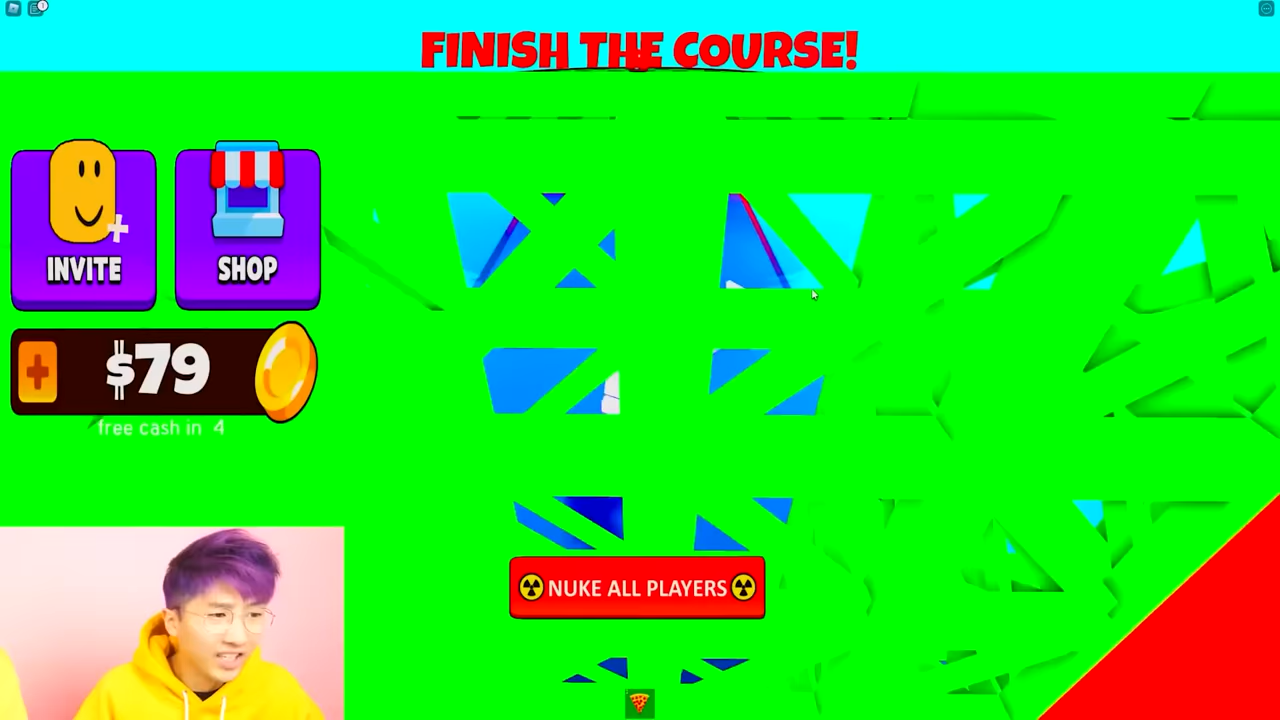 FINISH THE COURSE!
INVITE
SHOP
$79
free cash in 4
NUKE ALL PLAYERS